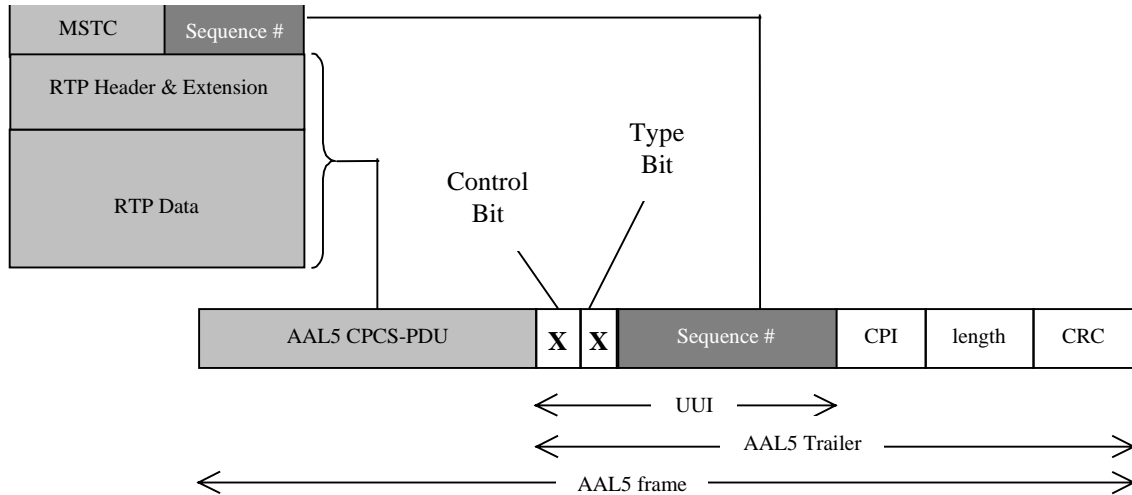 MSTC Sequence #
RTP Header & Extension
RTP Data
Control
Bit
Type
Bit
AAL5 CPCS-PDU X X Sequence # CPI length CRC
UUI
AAL5 Trailer
AAL5 frame